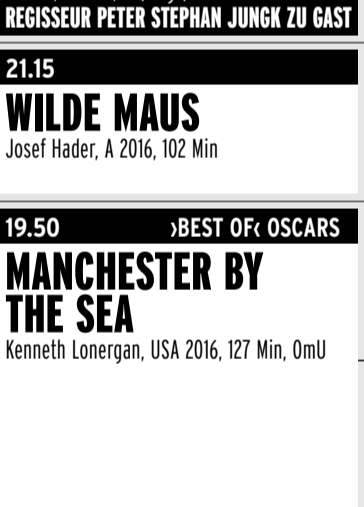 REGISSEUR PETER STEPHAN JUNGK ZU GAST
21.15
WILDE MAUS
Josef Hader, A 2016, 102 Min
19.50 ›BEST OF‹ OSCARS
MANCHESTER BY
THE SEA
Kenneth Lonergan, USA 2016, 127 Min, OmU